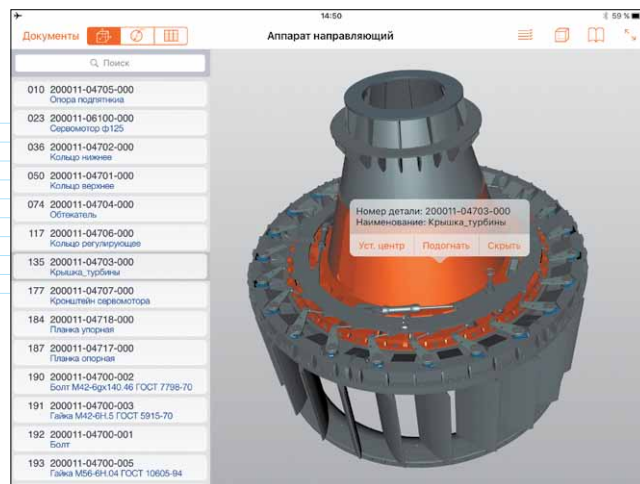 14:50
59 %
Документы
Аппарат направляющий
Поиск
010 200011-04705-000
Опора подпятника
023 200011-06100-000
Сервомотор ф125
036 200011-04702-000
Кольцо нижнее
050 200011-04701-000
Кольцо верхнее
074 200011-04704-000
Обтекатель
117 200011-04706-000
Кольцо регулирующее
135 200011-04703-000
Крышка_турбины
177 200011-04707-000
Кронштейн сервомотора
184 200011-04718-000
Планка упорная
187 200011-04717-000
Планка опорная
190 200011-04700-002
Болт М42-6gx140.46 ГОСТ 7798-70
191 200011-04700-003
Гайка М42-6Н.5 ГОСТ 5915-70
192 200011-04700-001
Болт
193 200011-04700-005
Гайка М56-6Н.04 ГОСТ 10605-94
Номер детали: 200011-04703-000
Наименование: Крышка_турбины
Уст. центр Подогнать Скрыть